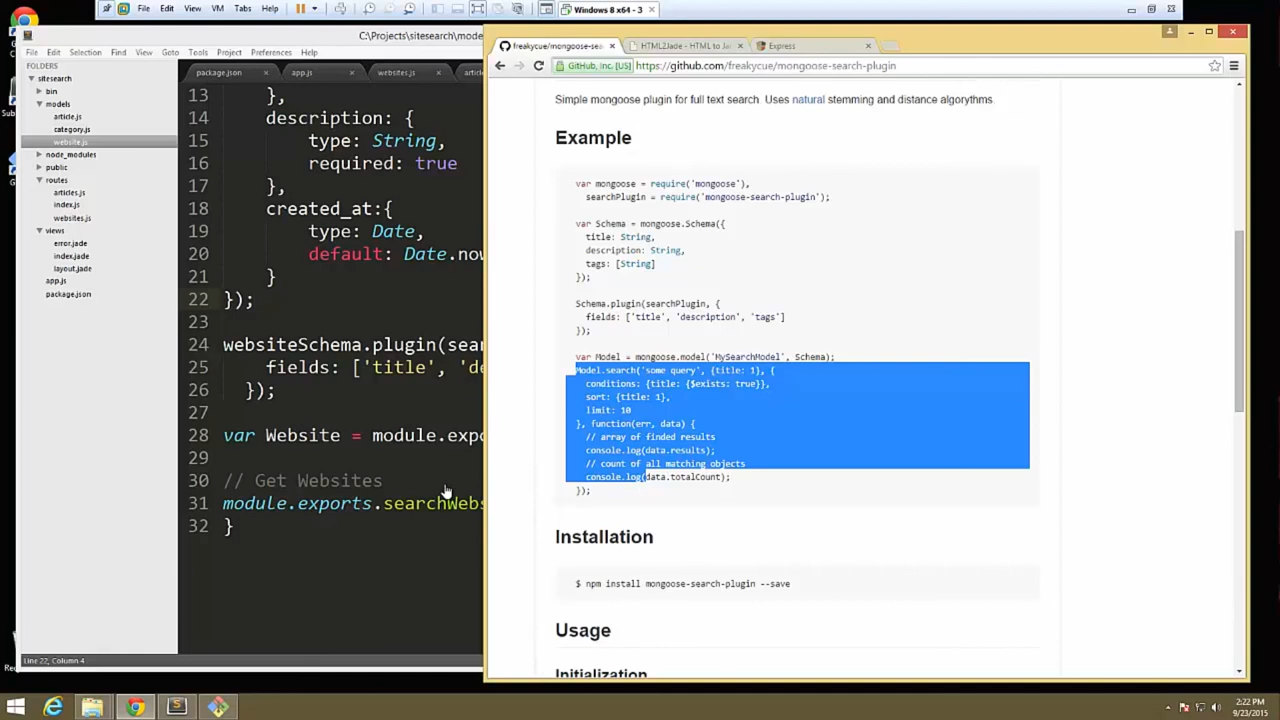 File Edit View VM Tabs Help
Windows 8 x64 - 3
C:\Projects\sitesearch\mode
File Edit Selection Find View Goto Tools Project Preferences Help
FOLDERS
sitesearch
bin
models
article.js
category.js
website.js
node_modules
public
routes
articles.js
index.js
websites.js
views
error.jade
index.jade
layout.jade
app.js
package.json
package.json app.js websites.js article
13 },
14 description: {
15 type: String,
16 required: true
17 },
18 created_at:{
19 type: Date,
20 default: Date.now
21 }
22 });
23
24 websiteSchema.plugin(sear
25 fields: ['title', 'de
26 });
27
28 var Website = module.expo
29
30 // Get Websites
31 module.exports.searchWebs
32 }
Line 22, Column 4
freakycue/mongoose-sea
HTML2Jade - HTML to Ja
Express
GitHub, Inc. [US] https://github.com/freakycue/mongoose-search-plugin
Simple mongoose plugin for full text search. Uses natural stemming and distance algorythms.
Example
var mongoose = require('mongoose'),
searchPlugin = require('mongoose-search-plugin');
var Schema = mongoose.Schema({
title: String,
description: String,
tags: [String]
});
Schema.plugin(searchPlugin, {
fields: ['title', 'description', 'tags']
});
var Model = mongoose.model('MySearchModel', Schema);
Model.search('some query', {title: 1}, {
conditions: {title: {$exists: true}},
sort: {title: 1},
limit: 10
}, function(err, data) {
// array of finded results
console.log(data.results);
// count of all matching objects
console.log(data.totalCount);
});
Installation
$ npm install mongoose-search-plugin --save
Usage
Initialization
2:22 PM
9/23/2015